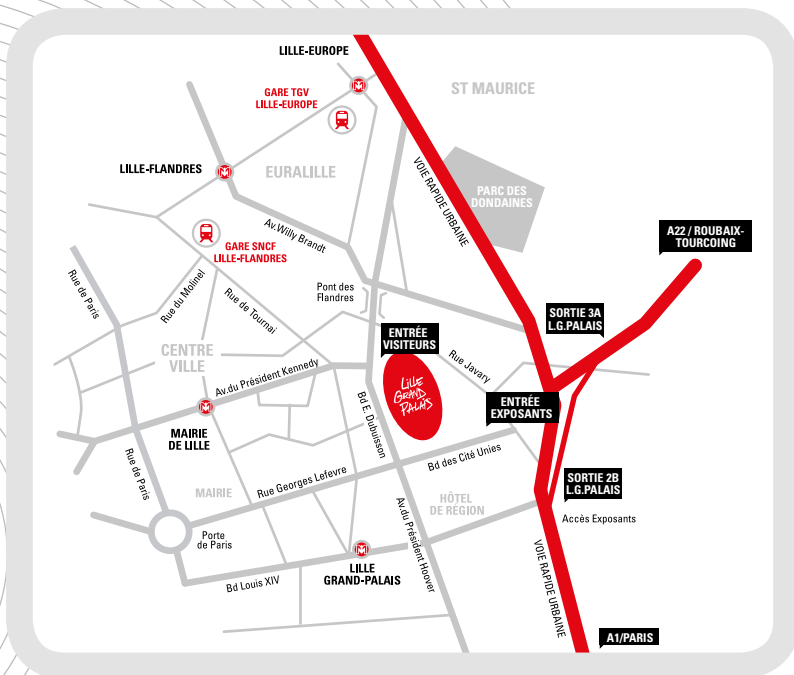 LILLE-EUROPE
GARE TGV
LILLE-EUROPE
ST MAURICE
LILLE-FLANDRES
EURALILLE
VOIE RAPIDE URBAINE
PARC DES
DONDAINES
A22 / ROUBAIX-
TOURCOING
Av.Willy Brandt
GARE SNCF
LILLE-FLANDRES
Rue de Paris
Rue du Molinel
Rue de Tournai
Pont des
Flandres
SORTIE 3A
L.G.PALAIS
ENTRÉE
VISITEURS
CENTRE
VILLE
Rue Javary
Av.du Président Kennedy
LILLE
GRAND
PALAIS
Bd E. Dubuisson
ENTRÉE
EXPOSANTS
MAIRIE
DE LILLE
Rue de Paris
Bd des Cité Unies
Rue Georges Lefevre
MAIRIE
HÔTEL
DE RÉGION
SORTIE 2B
L.G.PALAIS
Accès Exposants
Porte
de Paris
Av.du Président Hoover
LILLE
GRAND-PALAIS
Bd Louis XIV
VOIE RAPIDE URBAINE
A1/PARIS